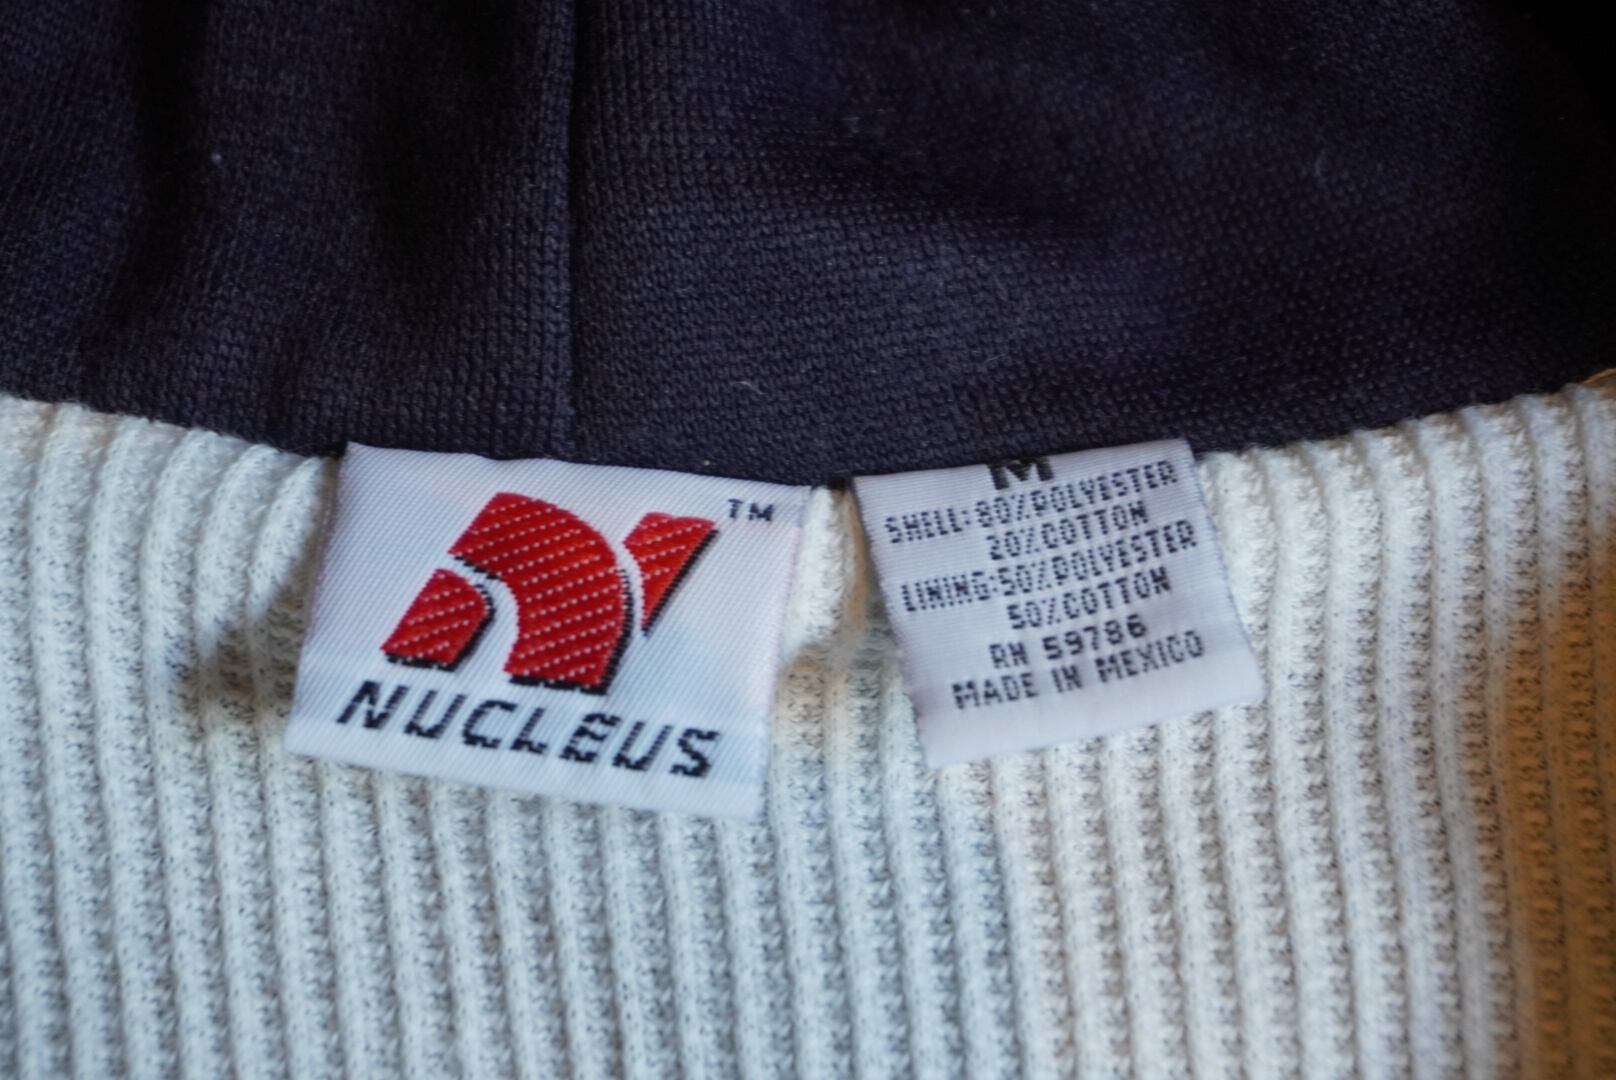 TM
NUCLEUS
M
SHELL: 80% POLYESTER
20% COTTON
LINING: 50% POLYESTER
50% COTTON
RN 59786
MADE IN MEXICO